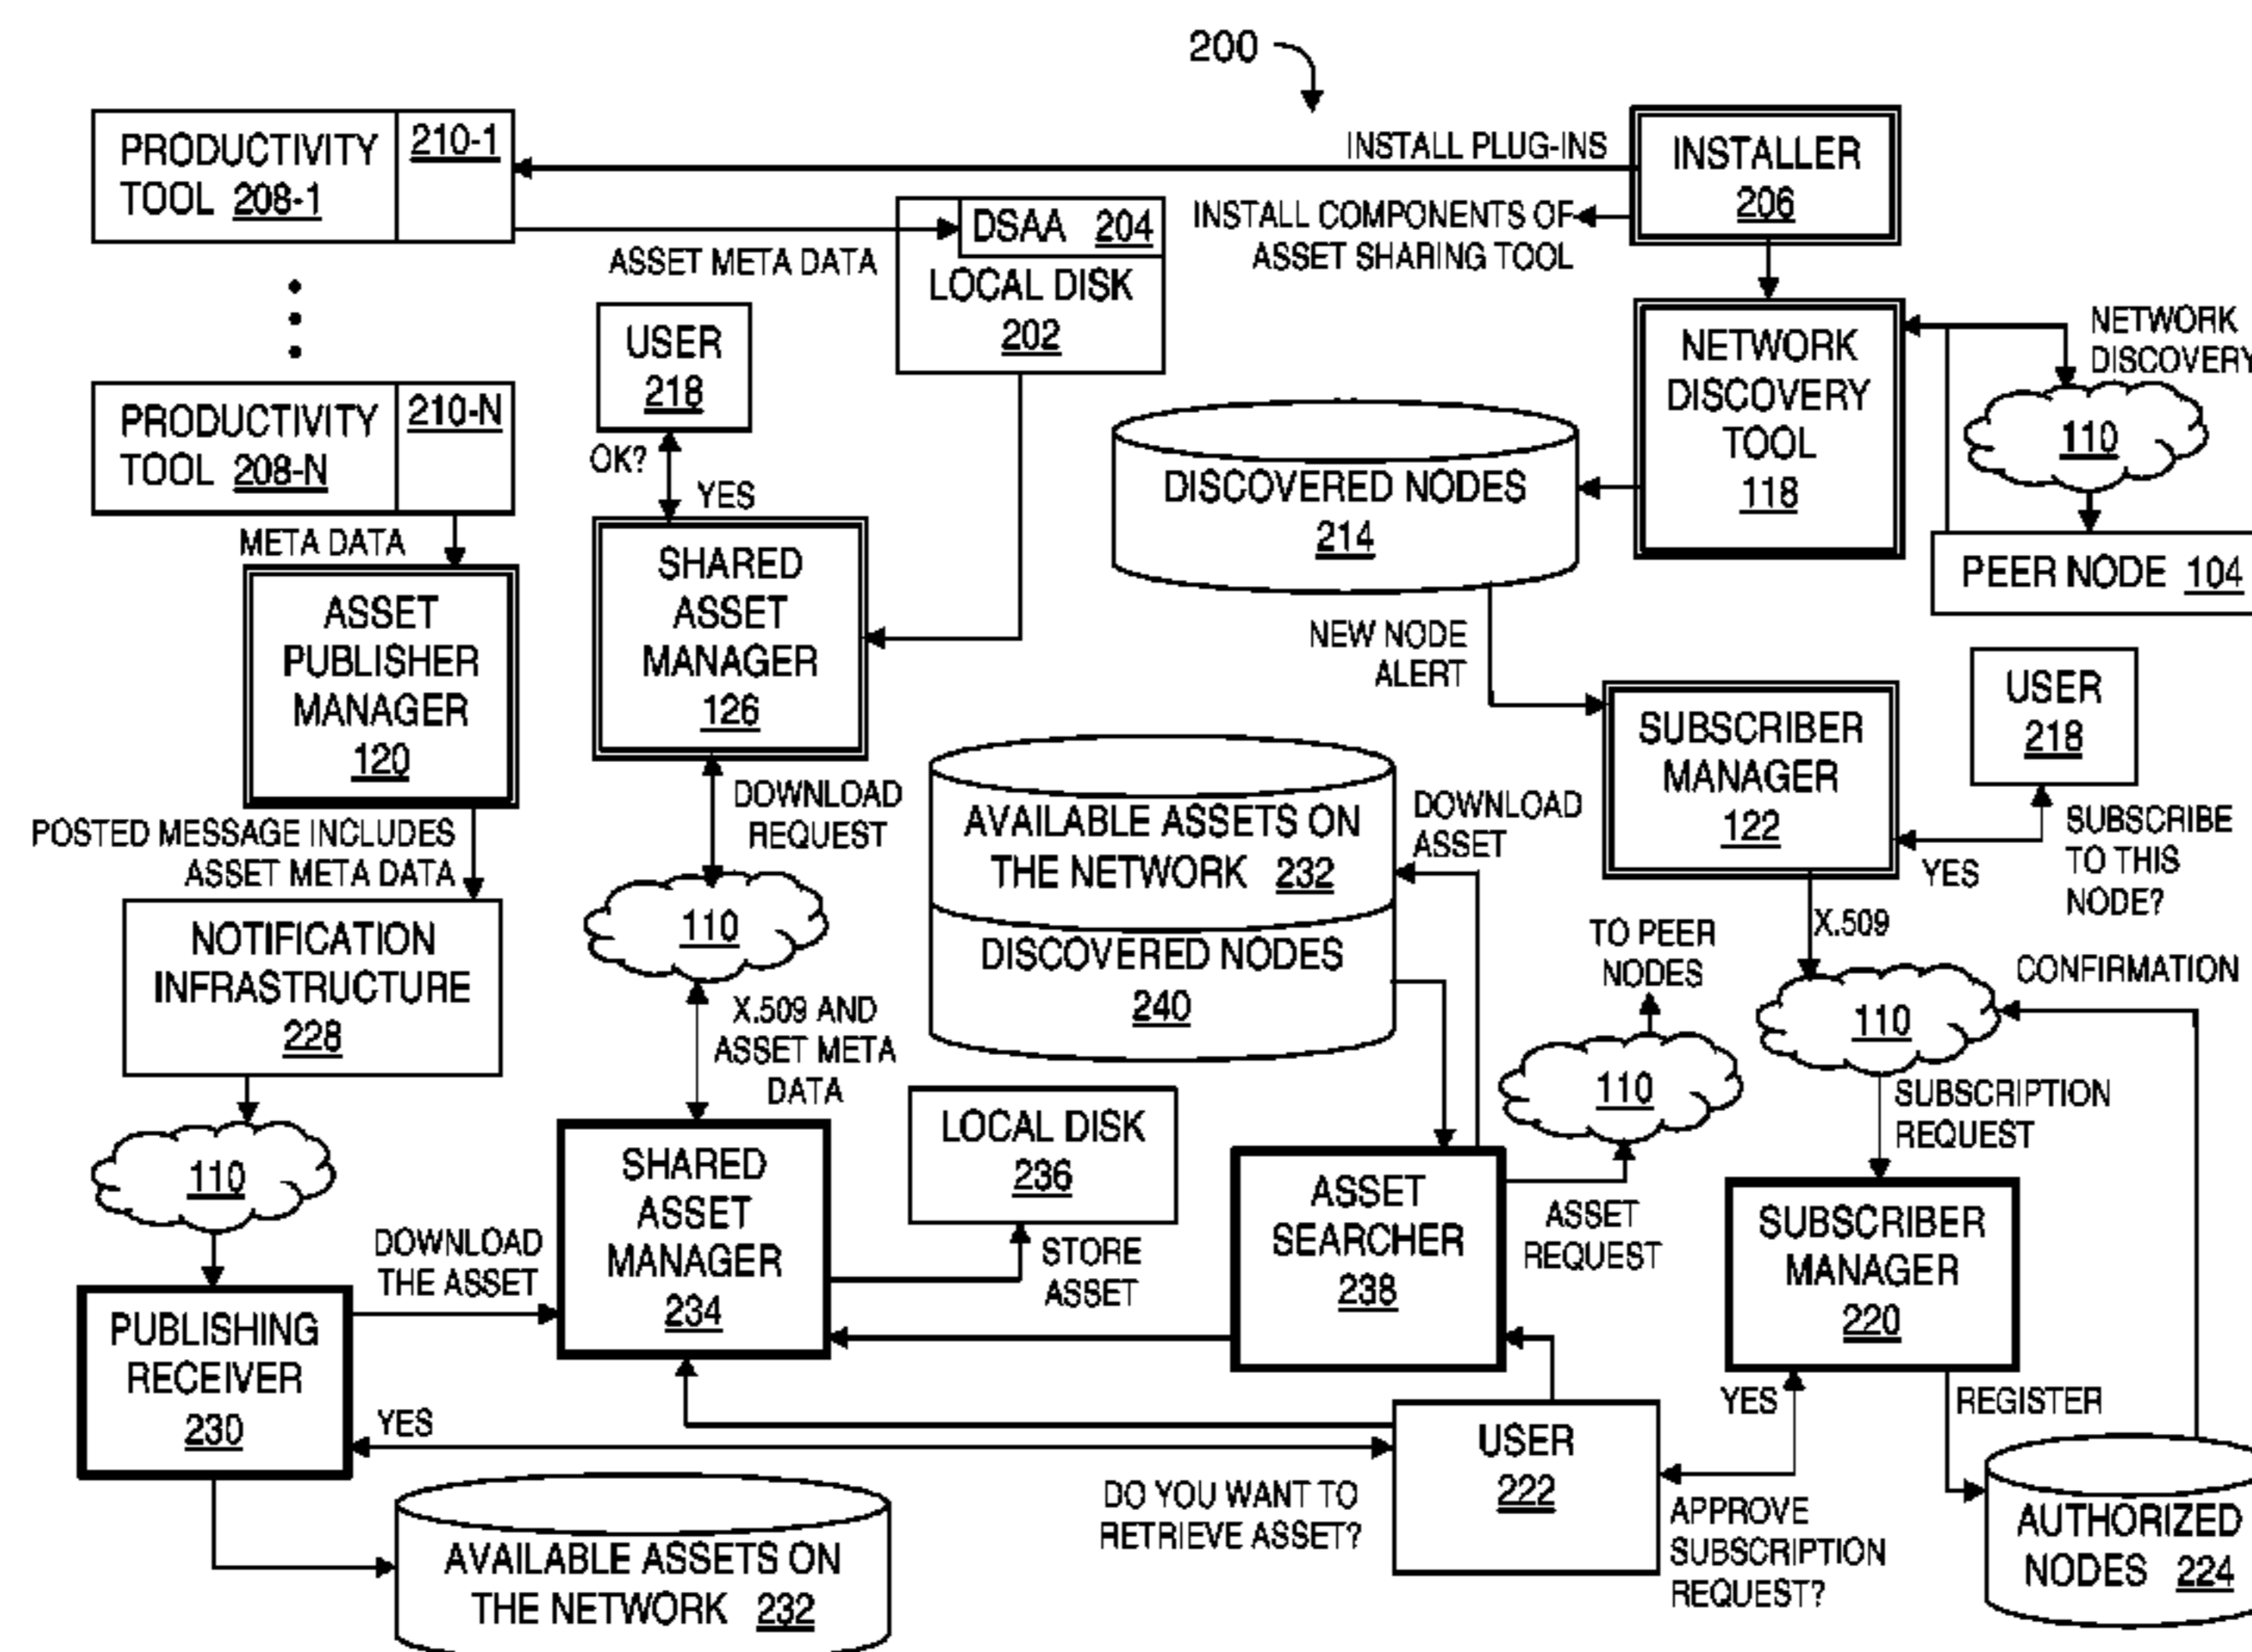 200
PRODUCTIVITY
TOOL 208-1
210-1
INSTALL PLUG-INS
INSTALLER
206
INSTALL COMPONENTS OF
ASSET SHARING TOOL
ASSET META DATA
DSAA 204
LOCAL DISK
202
PRODUCTIVITY
TOOL 208-N
210-N
USER
218
OK?
YES
NETWORK
DISCOVERY
TOOL
118
NETWORK
DISCOVERY
110
PEER NODE 104
DISCOVERED NODES
214
META DATA
ASSET
PUBLISHER
MANAGER
120
SHARED
ASSET
MANAGER
126
NEW NODE
ALERT
SUBSCRIBER
MANAGER
122
USER
218
YES
SUBSCRIBE
TO THIS
NODE?
POSTED MESSAGE INCLUDES
ASSET META DATA
DOWNLOAD
REQUEST
AVAILABLE ASSETS ON
THE NETWORK 232
DISCOVERED NODES
240
DOWNLOAD
ASSET
NOTIFICATION
INFRASTRUCTURE
228
110
X.509 AND
ASSET META
DATA
TO PEER
NODES
110
X.509
CONFIRMATION
110
SUBSCRIPTION
REQUEST
110
SHARED
ASSET
MANAGER
234
LOCAL DISK
236
STORE
ASSET
ASSET
SEARCHER
238
ASSET
REQUEST
SUBSCRIBER
MANAGER
220
DOWNLOAD
THE ASSET
PUBLISHING
RECEIVER
230
YES
DO YOU WANT TO
RETRIEVE ASSET?
USER
222
YES
REGISTER
APPROVE
SUBSCRIPTION
REQUEST?
AUTHORIZED
NODES 224
AVAILABLE ASSETS ON
THE NETWORK 232